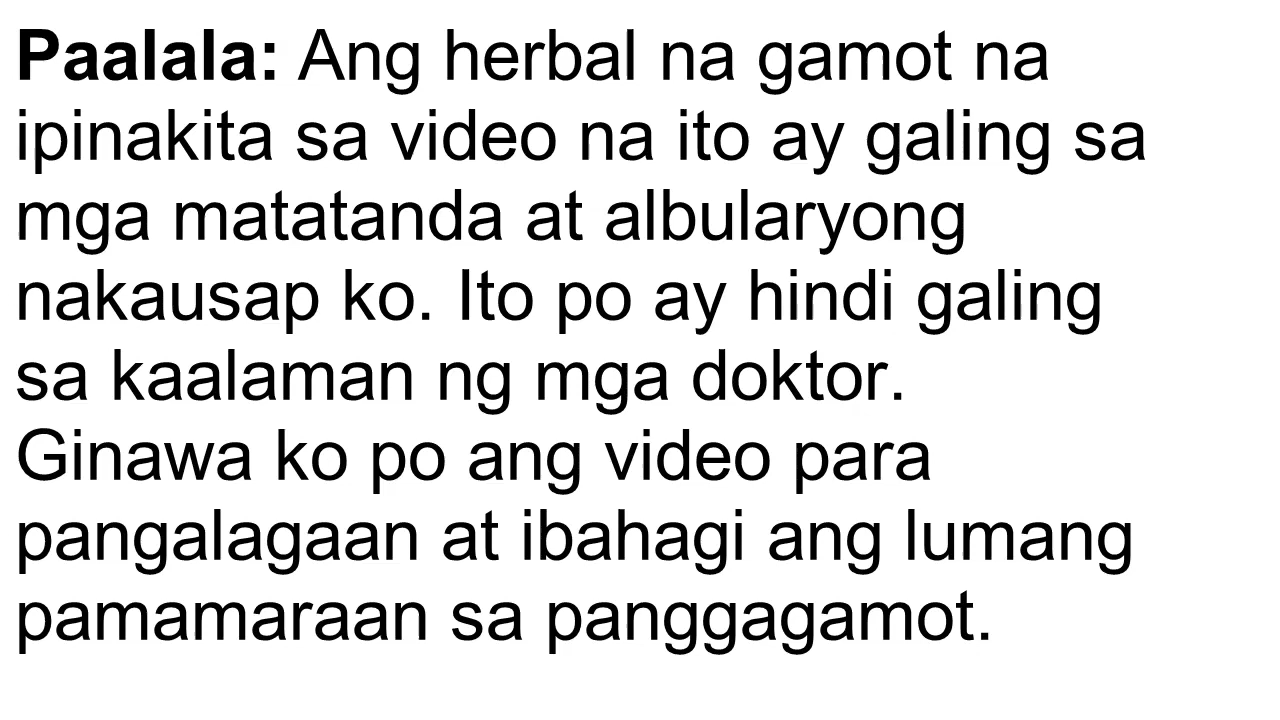 Paalala: Ang herbal na gamot na
ipinakita sa video na ito ay galing sa
mga matatanda at albularyong
nakausap ko. Ito po ay hindi galing
sa kaalaman ng mga doktor.
Ginawa ko po ang video para
pangalagaan at ibahagi ang lumang
pamamaraan sa panggagamot.